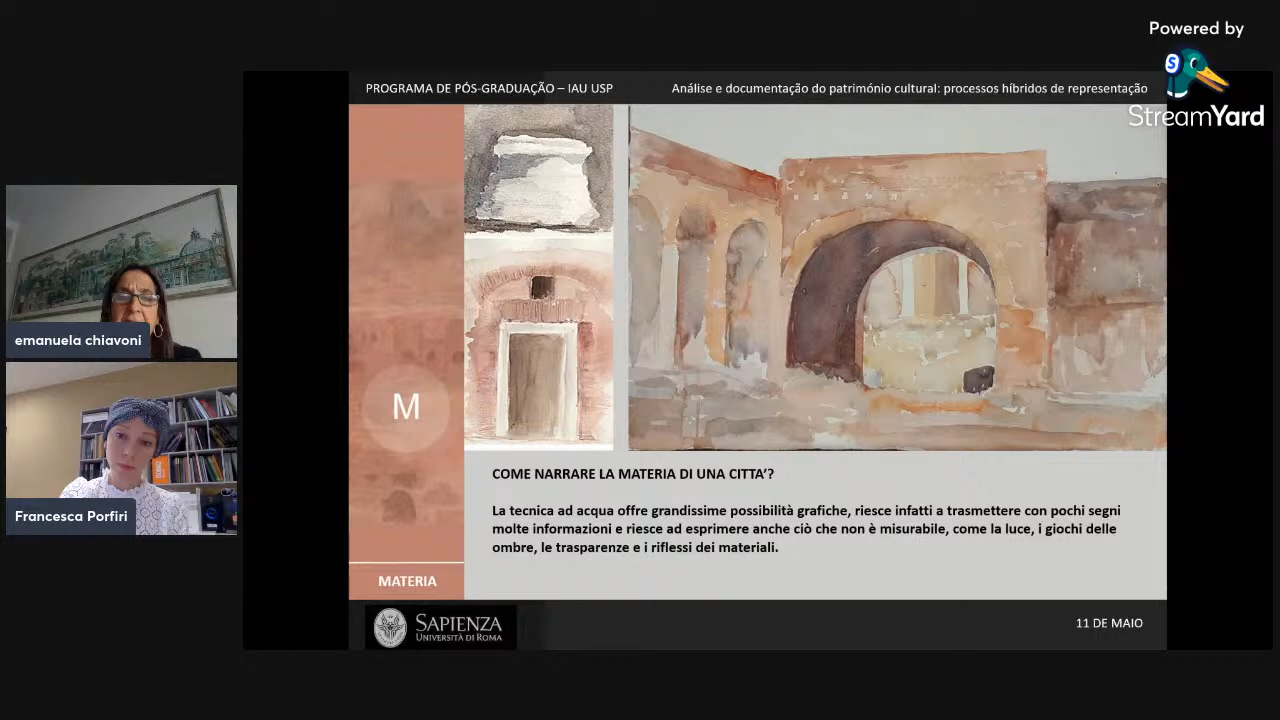 Powered by
StreamYard
PROGRAMA DE PÓS-GRADUAÇÃO – IAU USP
Análise e documentação do património cultural: processos híbridos de representação
emanuela chiavoni
Francesca Porfiri
M
MATERIA
COME NARRARE LA MATERIA DI UNA CITTA’?
La tecnica ad acqua offre grandissime possibilità grafiche, riesce infatti a trasmettere con pochi segni
molte informazioni e riesce ad esprimere anche ciò che non è misurabile, come la luce, i giochi delle
ombre, le trasparenze e i riflessi dei materiali.
SAPIENZA
UNIVERSITÀ DI ROMA
11 DE MAIO